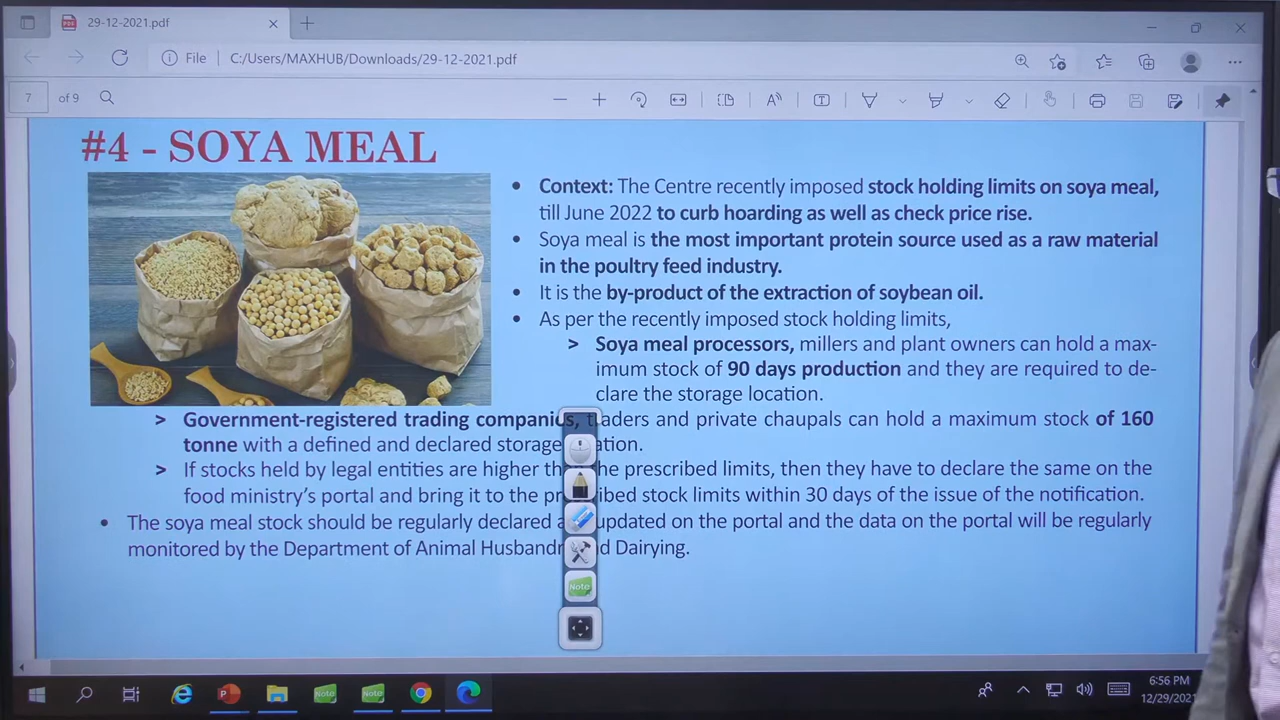 29-12-2021.pdf
File
C:/Users/MAXHUB/Downloads/29-12-2021.pdf
7 of 9
#4 - SOYA MEAL
• Context: The Centre recently imposed stock holding limits on soya meal,
till June 2022 to curb hoarding as well as check price rise.
• Soya meal is the most important protein source used as a raw material
in the poultry feed industry.
• It is the by-product of the extraction of soybean oil.
• As per the recently imposed stock holding limits,
> Soya meal processors, millers and plant owners can hold a max-
imum stock of 90 days production and they are required to de-
clare the storage location.
> Government-registered trading companies, traders and private chaupals can hold a maximum stock of 160
tonne with a defined and declared storage
> If stocks held by legal entities are higher the prescribed limits, then they have to declare the same on the
food ministry's portal and bring it to the prescribed stock limits within 30 days of the issue of the notification.
• The soya meal stock should be regularly declared updated on the portal and the data on the portal will be regularly
monitored by the Department of Animal Husbandry Dairying.
Note
Note
Note
6:56 PM
12/29/2021